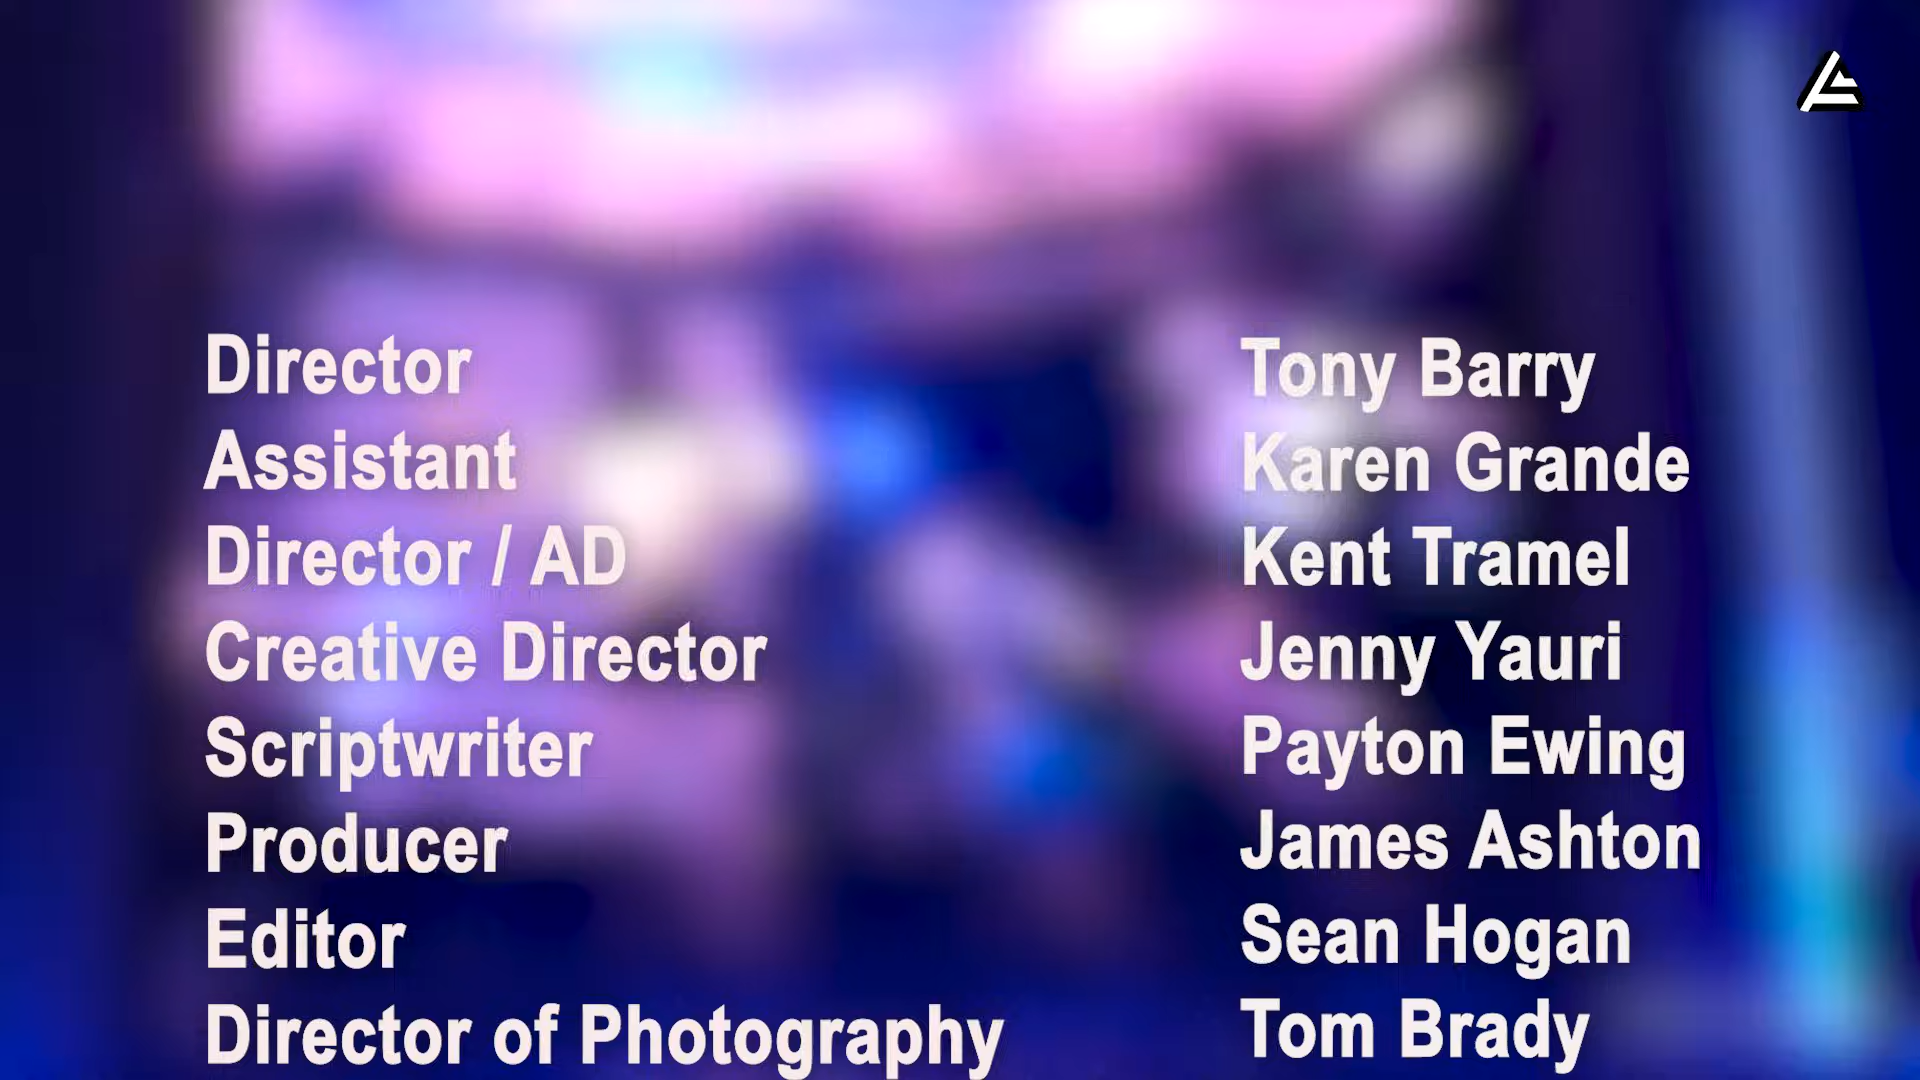 Director Tony Barry
Assistant Karen Grande
Director / AD Kent Tramel
Creative Director Jenny Yauri
Scriptwriter Payton Ewing
Producer James Ashton
Editor Sean Hogan
Director of Photography Tom Brady